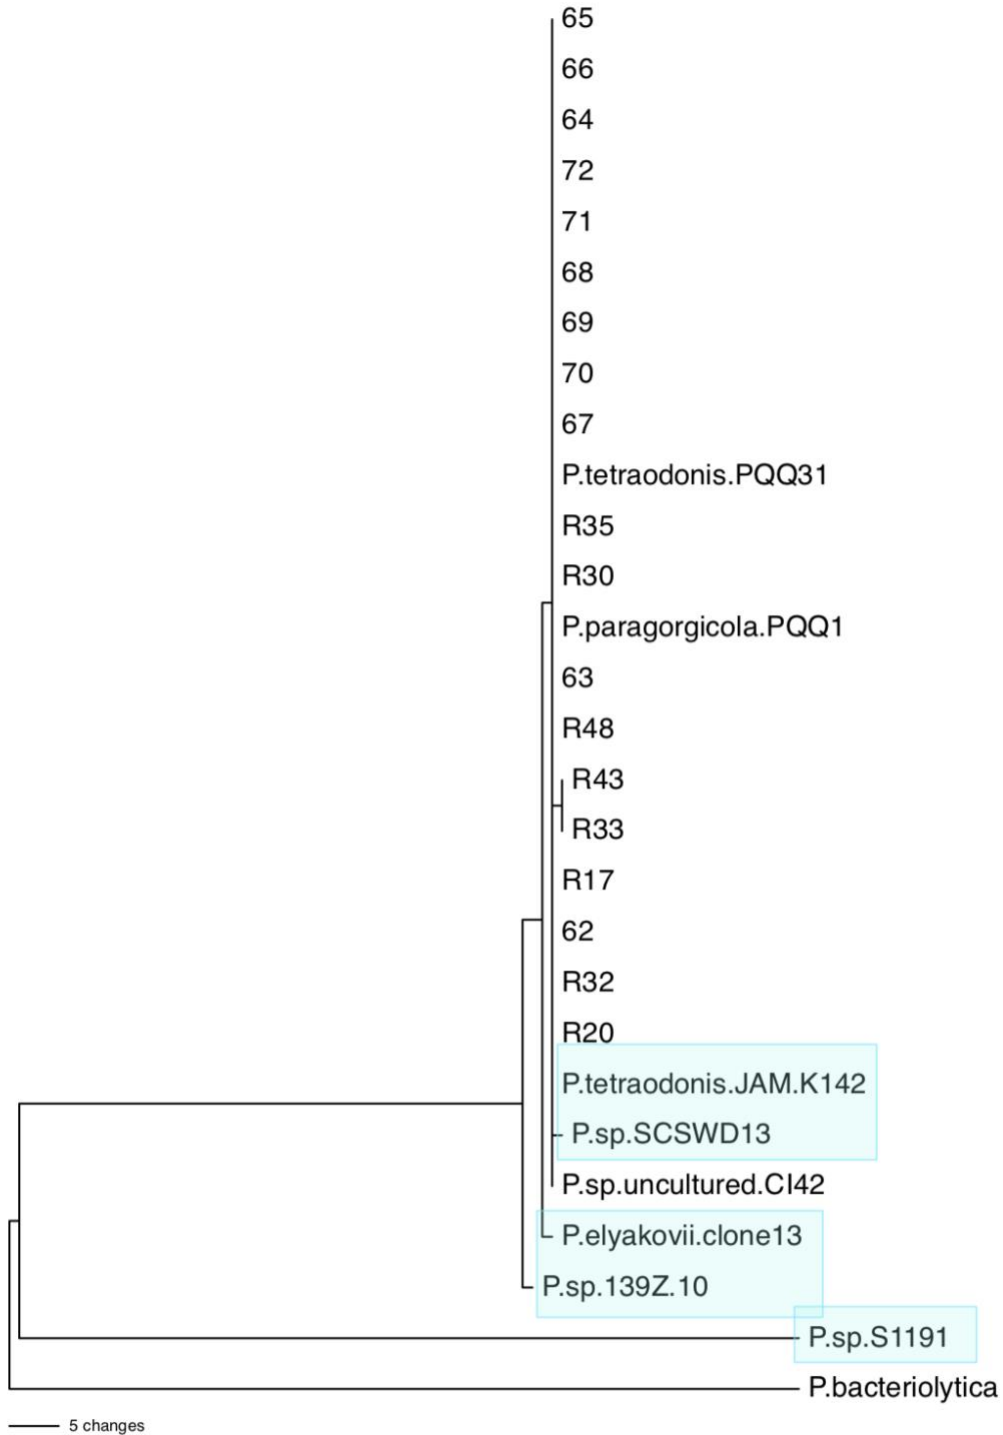 65
66
64
72
71
68
69
70
67
P.tetraodonis.PQQ31
R35
R30
P.paragorgicola.PQQ1
63
R48
R43
R33
R17
62
R32
R20
P.tetraodonis.JAM.K142
P.sp.SCSWD13
P.sp.uncultured.CI42
P.elyakovii.clone13
P.sp.139Z.10
P.sp.S1191
P.bacteriolytica
5 changes